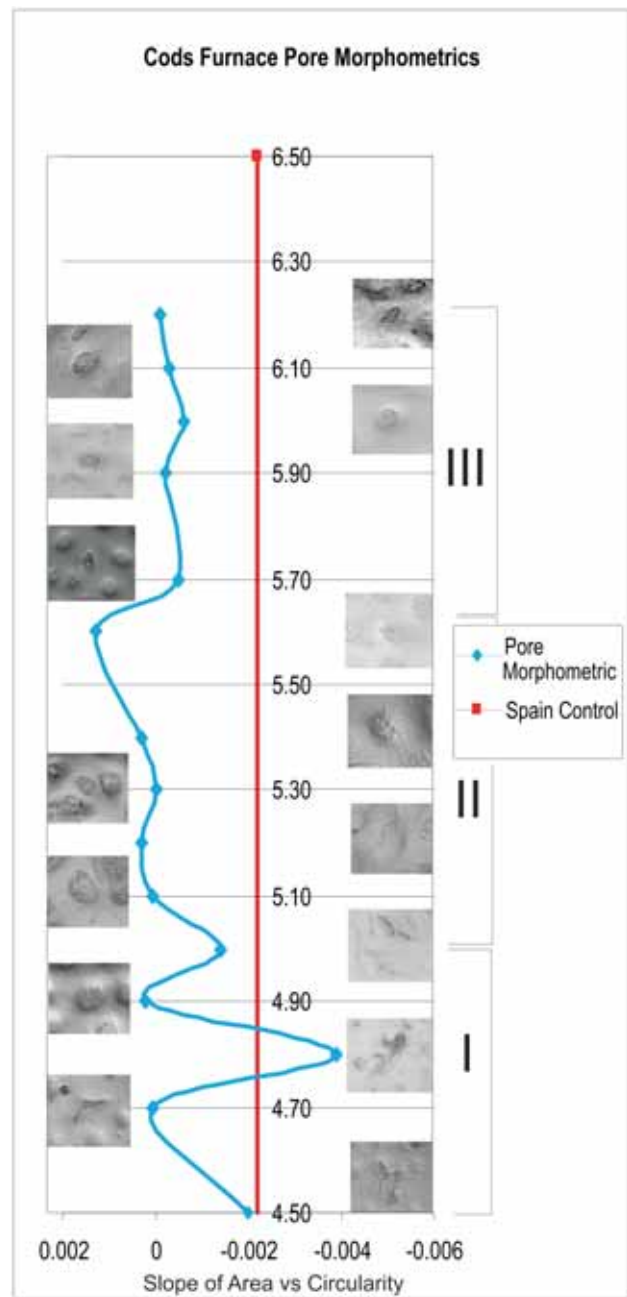 Cods Furnace Pore Morphometrics
6.50
6.30
6.10
5.90
III
5.70
Pore
Morphometric
5.50
Spain Control
5.30
II
5.10
4.90
I
4.70
4.50
0.002 0 -0.002 -0.004 -0.006
Slope of Area vs Circularity